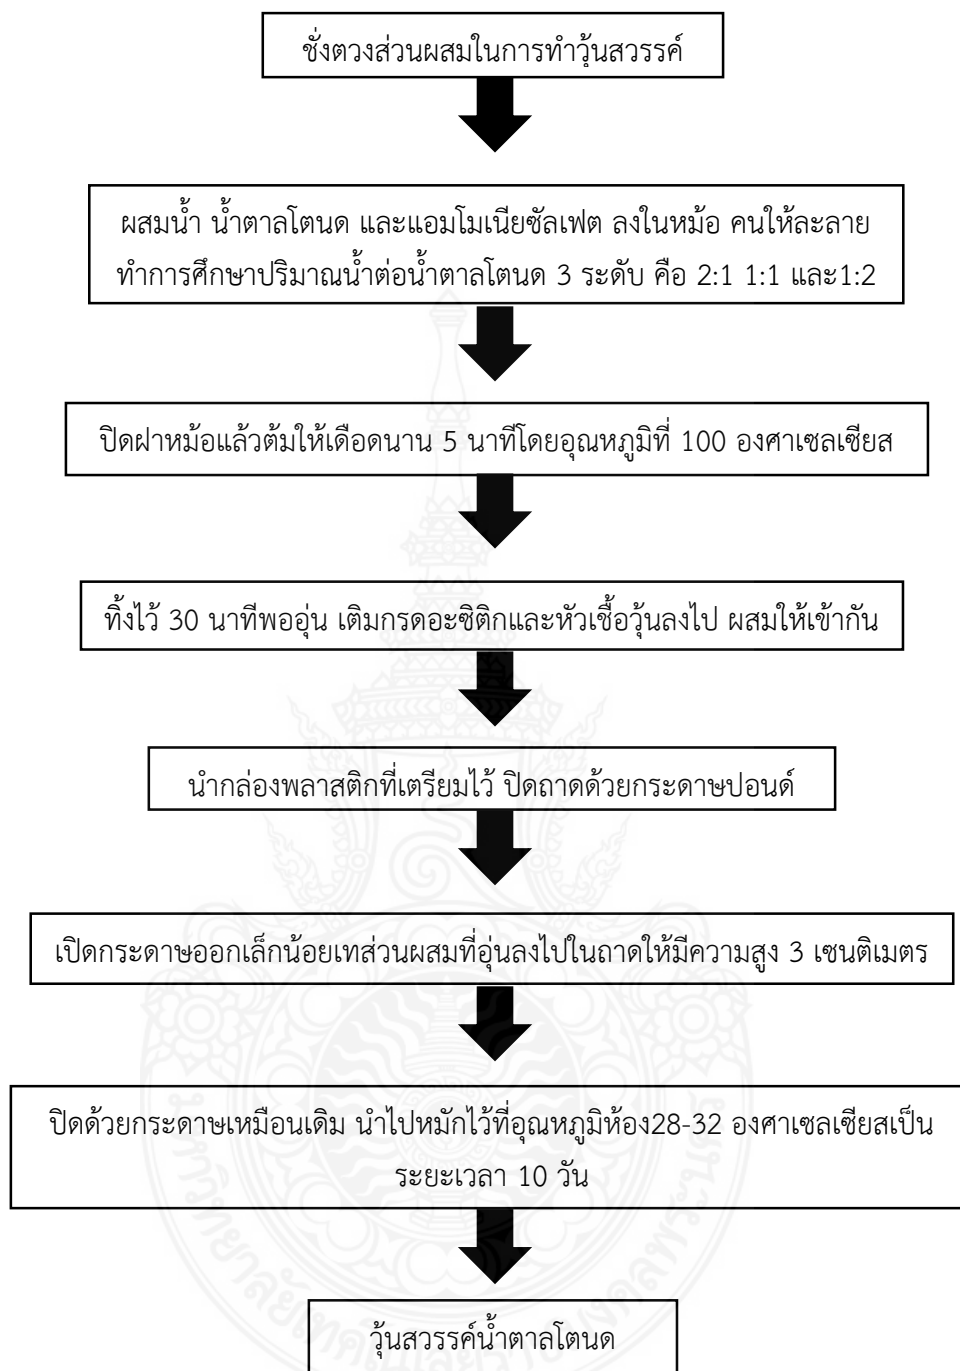 ชั่งตวงส่วนผสมในการทำวุ้นสวรรค์
ผสมน้ำ น้ำตาลโตนด และแอมโมเนียซัลเฟต ลงในหม้อ คนให้ละลาย
ทำการศึกษาปริมาณน้ำต่อน้ำตาลโตนด 3 ระดับ คือ 2:1 1:1 และ1:2
ปิดฝาหม้อแล้วต้มให้เดือดนาน 5 นาทีโดยอุณหภูมิที่ 100 องศาเซลเซียส
ทิ้งไว้ 30 นาทีพออุ่น เติมกรดอะซิติกและหัวเชื้อวุ้นลงไป ผสมให้เข้ากัน
นำกล่องพลาสติกที่เตรียมไว้ ปิดถาดด้วยกระดาษปอนด์
เปิดกระดาษออกเล็กน้อยเทส่วนผสมที่อุ่นลงไปในถาดให้มีความสูง 3 เซนติเมตร
ปิดด้วยกระดาษเหมือนเดิม นำไปหมักไว้ที่อุณหภูมิห้อง28-32 องศาเซลเซียสเป็น
ระยะเวลา 10 วัน
วุ้นสวรรค์น้ำตาลโตนด